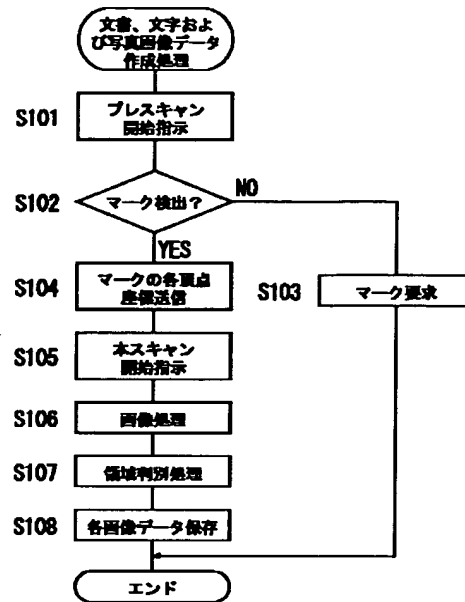 文書、文字およ
び写真画像データ
作成処理
S101
プレスキャン
開始指示
S102
マーク検出?
NO
YES
S104
マークの各頂点
座標送信
S103
マーク要求
S105
本スキャン
開始指示
S106
画像処理
S107
領域判別処理
S108
各画像データ保存
エンド